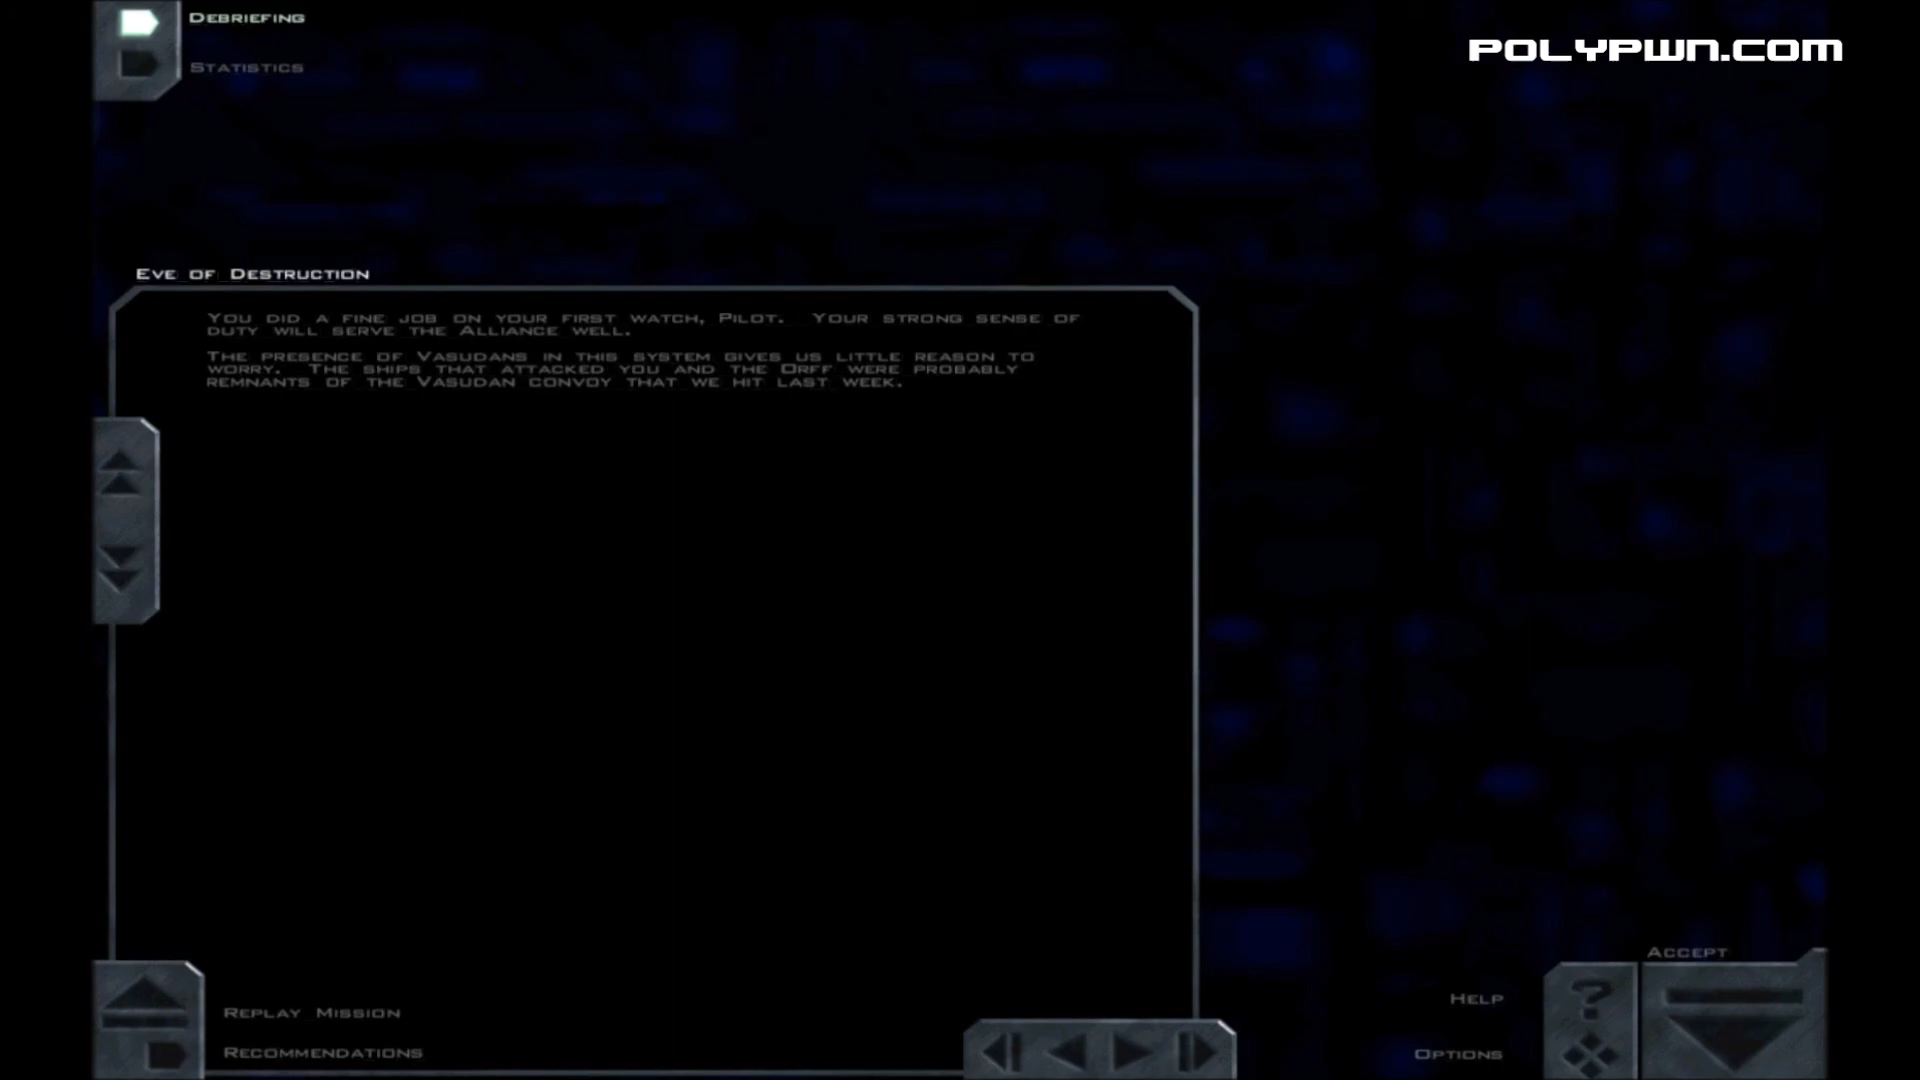 Debriefing
POLYPWN.COM
Statistics
Eve of Destruction
You did a fine job on your first watch, Pilot. Your strong sense of
duty will serve the Alliance well.
The presence of Vasudans in this system gives us little reason to
worry. The ships that attacked you and the Orff were probably
remnants of the Vasudan convoy that we hit last week.
Accept
Help
Replay Mission
Recommendations
Options